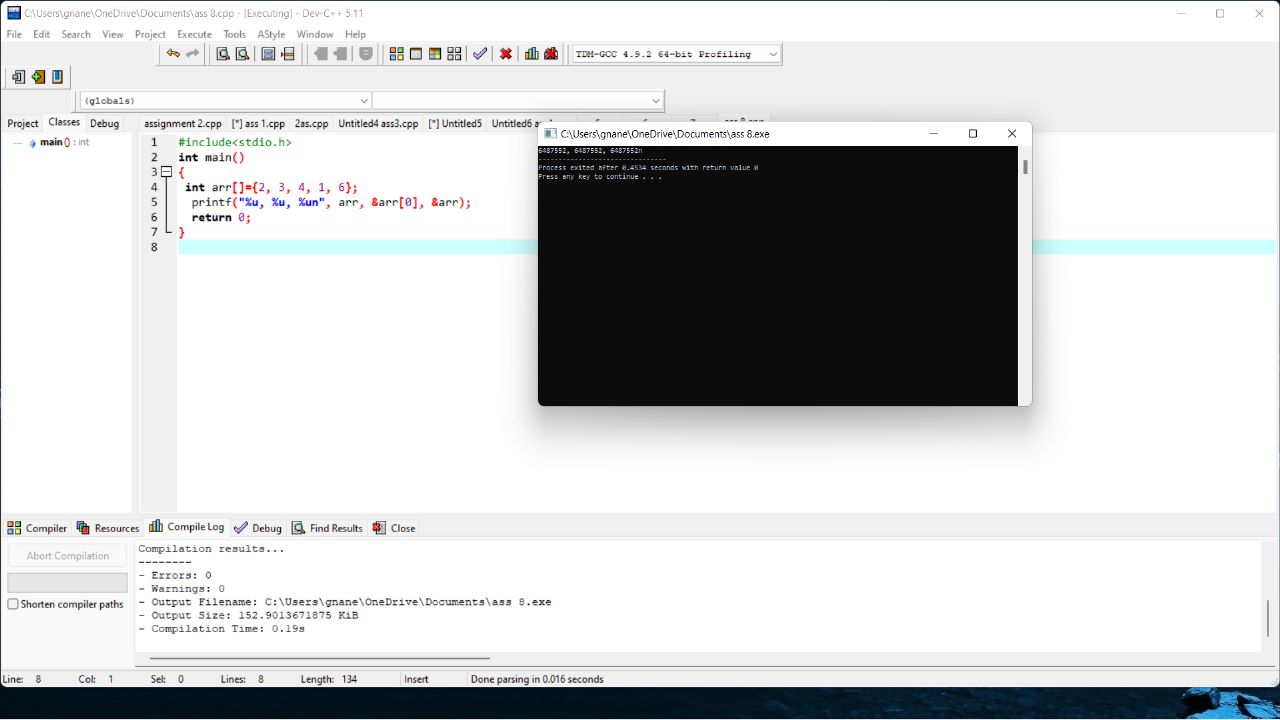 C:\Users\gnane\OneDrive\Documents\ass 8.cpp - [Executing] - Dev-C++ 5.11
File Edit Search View Project Execute Tools AStyle Window Help
TDM-GCC 4.9.2 64-bit Profiling
(globals)
Project Classes Debug
assignment 2.cpp [*] ass 1.cpp 2as.cpp Untitled4 ass3.cpp [*] Untitled5
main() : int
1 #include<stdio.h>
2 int main()
3 {
4 int arr[]={2, 3, 4, 1, 6};
5 printf("%u, %u, %un", arr, &arr[0], &arr);
6 return 0;
7 }
8
C:\Users\gnane\OneDrive\Documents\ass 8.exe
6487552, 6487552, 6487552n
--------------------------------
Process exited after 0.4534 seconds with return value 0
Press any key to continue . . .
Compiler Resources Compile Log Debug Find Results Close
Abort Compilation
Shorten compiler paths
Compilation results...
--------
- Errors: 0
- Warnings: 0
- Output Filename: C:\Users\gnane\OneDrive\Documents\ass 8.exe
- Output Size: 152.9013671875 KiB
- Compilation Time: 0.19s
Line: 8 Col: 1 Sel: 0 Lines: 8 Length: 134 Insert Done parsing in 0.016 seconds